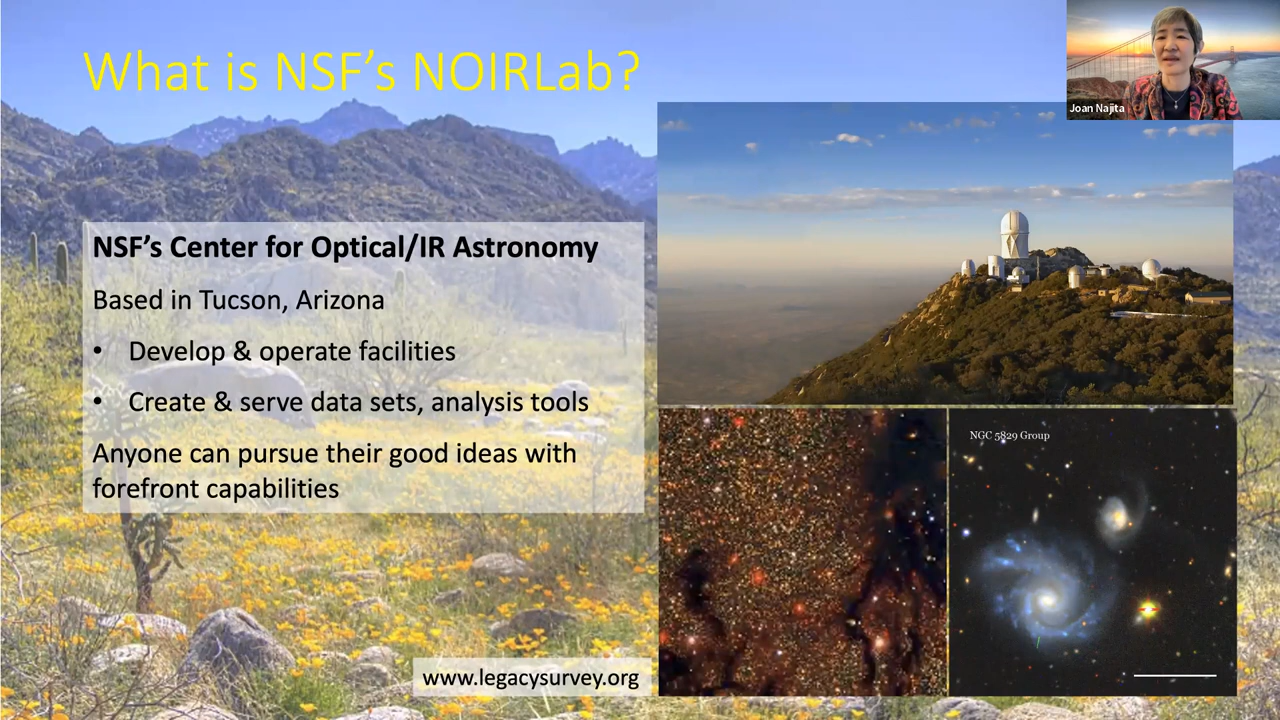 What is NSF’s NOIRLab?
Joan Najita
NSF’s Center for Optical/IR Astronomy
Based in Tucson, Arizona
• Develop & operate facilities
• Create & serve data sets, analysis tools
Anyone can pursue their good ideas with
forefront capabilities
NGC 5829 Group
www.legacysurvey.org